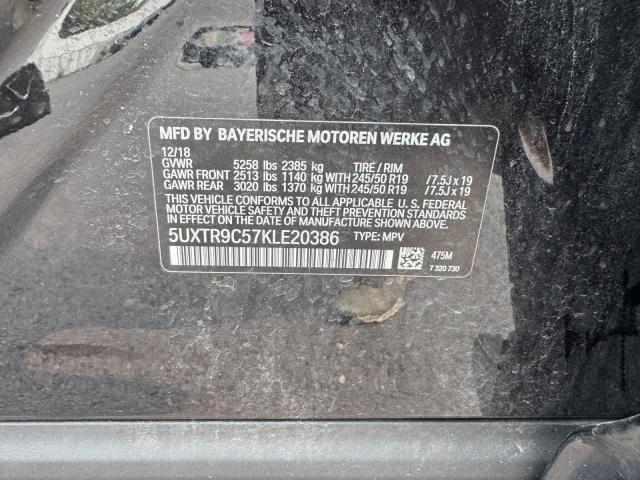 MFD BY BAYERISCHE MOTOREN WERKE AG
12/18
GVWR 5258 lbs 2385 kg TIRE / RIM
GAWR FRONT 2513 lbs 1140 kg WITH 245/50 R19 /7.5J x 19
GAWR REAR 3020 lbs 1370 kg WITH 245/50 R19 /7.5J x 19
THIS VEHICLE CONFORMS TO ALL APPLICABLE U. S. FEDERAL
MOTOR VEHICLE SAFETY, BUMPER, AND THEFT PREVENTION
STANDARDS IN EFFECT ON THE DATE OF MANUFACTURE SHOWN ABOVE.
5UXTR9C57KLE20386 TYPE: MPV
475M
7 320 730